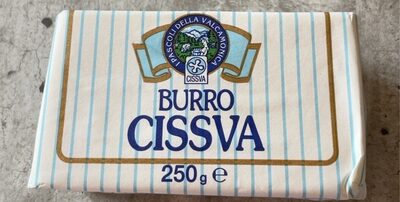 I PASCOLI DELLA VALCAMONICA
CISSVA
BURRO
CISSVA
250g e